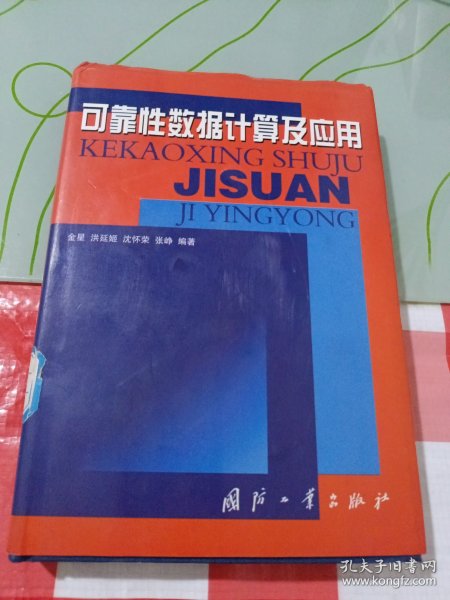 可靠性数据计算及应用
KEKAOXING SHUJU
JISUAN
JI YINGYONG
金星 洪延姬 沈怀荣 张峥 编著
国防工业出版社
孔夫子旧书网
www.kongfz.com